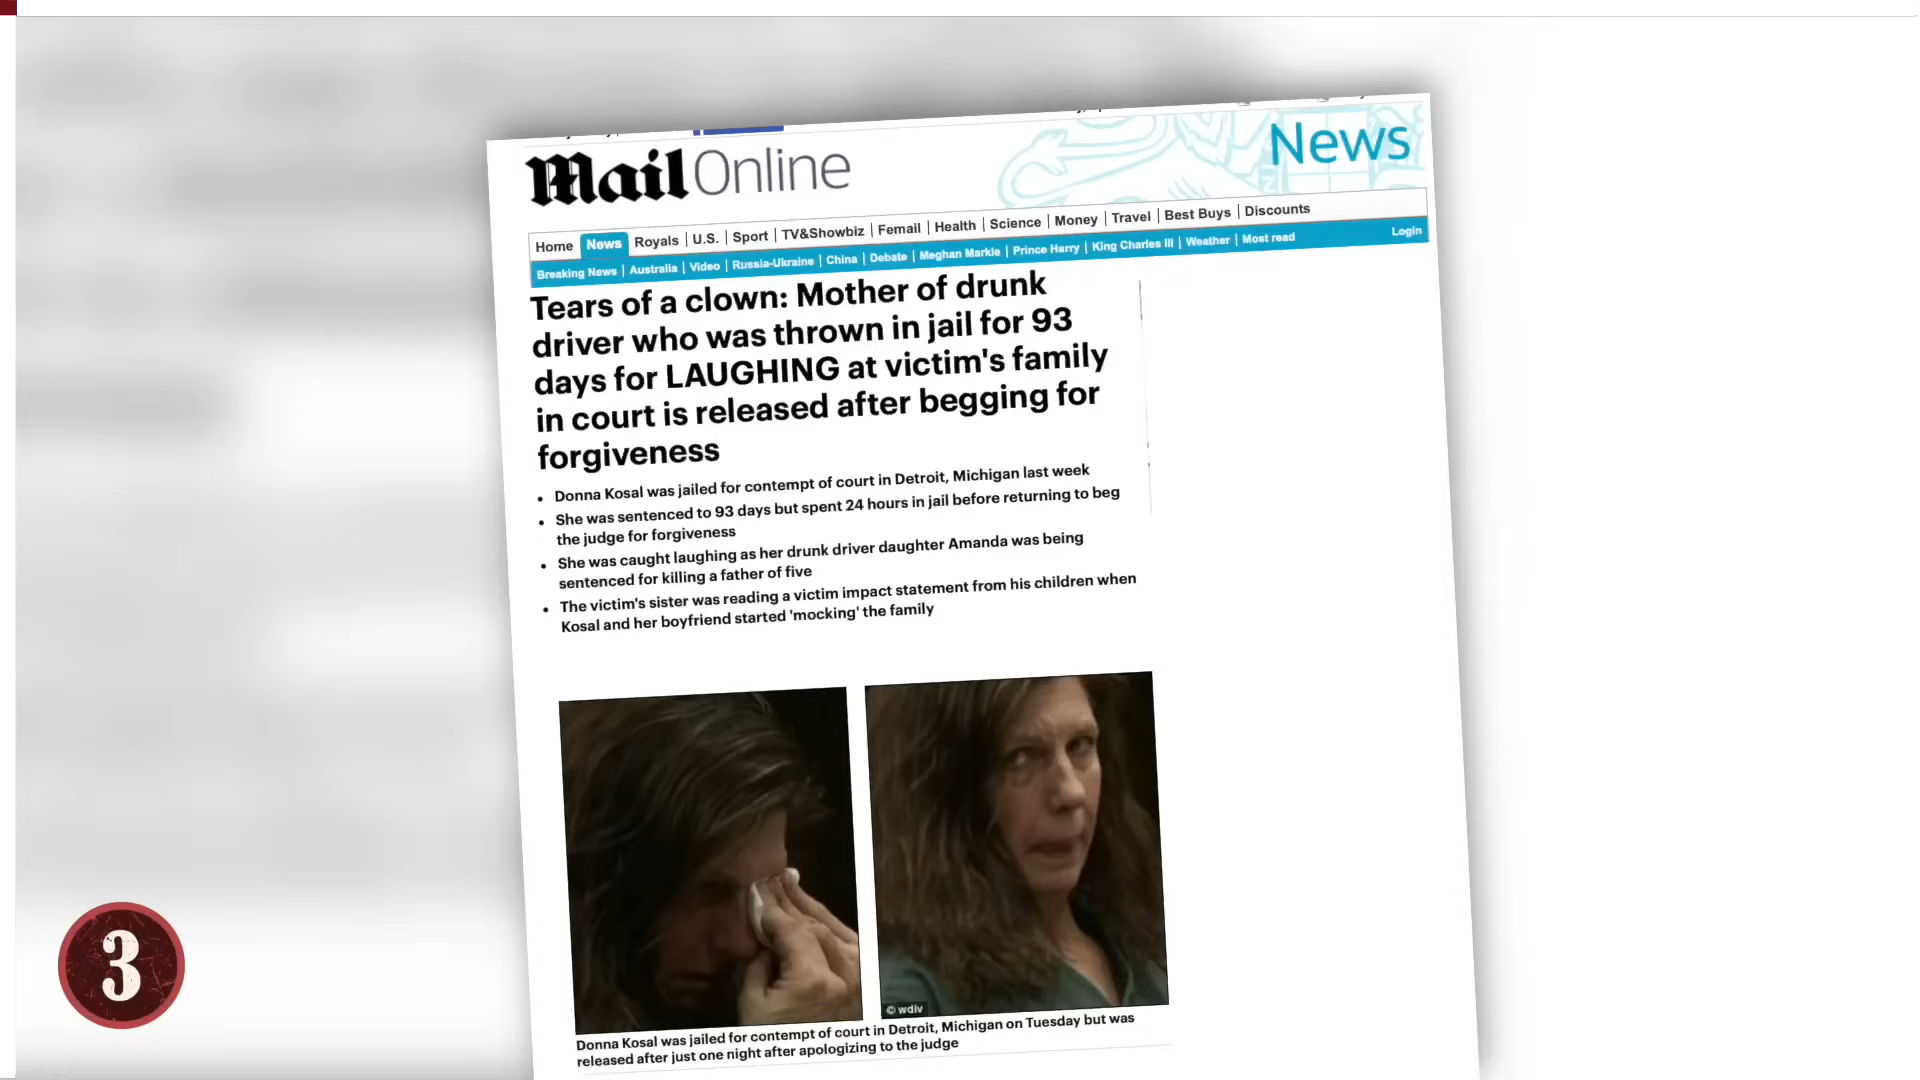 Mail Online
News
Home News Royals U.S. Sport TV&Showbiz Femail Health Science Money Travel Best Buys Discounts
Breaking News Australia Video Russia-Ukraine China Debate Meghan Markle Prince Harry King Charles III Weather Most read Login
Tears of a clown: Mother of drunk
driver who was thrown in jail for 93
days for LAUGHING at victim's family
in court is released after begging for
forgiveness
• Donna Kosal was jailed for contempt of court in Detroit, Michigan last week
• She was sentenced to 93 days but spent 24 hours in jail before returning to beg
the judge for forgiveness
• She was caught laughing as her drunk driver daughter Amanda was being
sentenced for killing a father of five
• The victim's sister was reading a victim impact statement from his children when
Kosal and her boyfriend started 'mocking' the family
© wdiv
Donna Kosal was jailed for contempt of court in Detroit, Michigan on Tuesday but was
released after just one night after apologizing to the judge
3